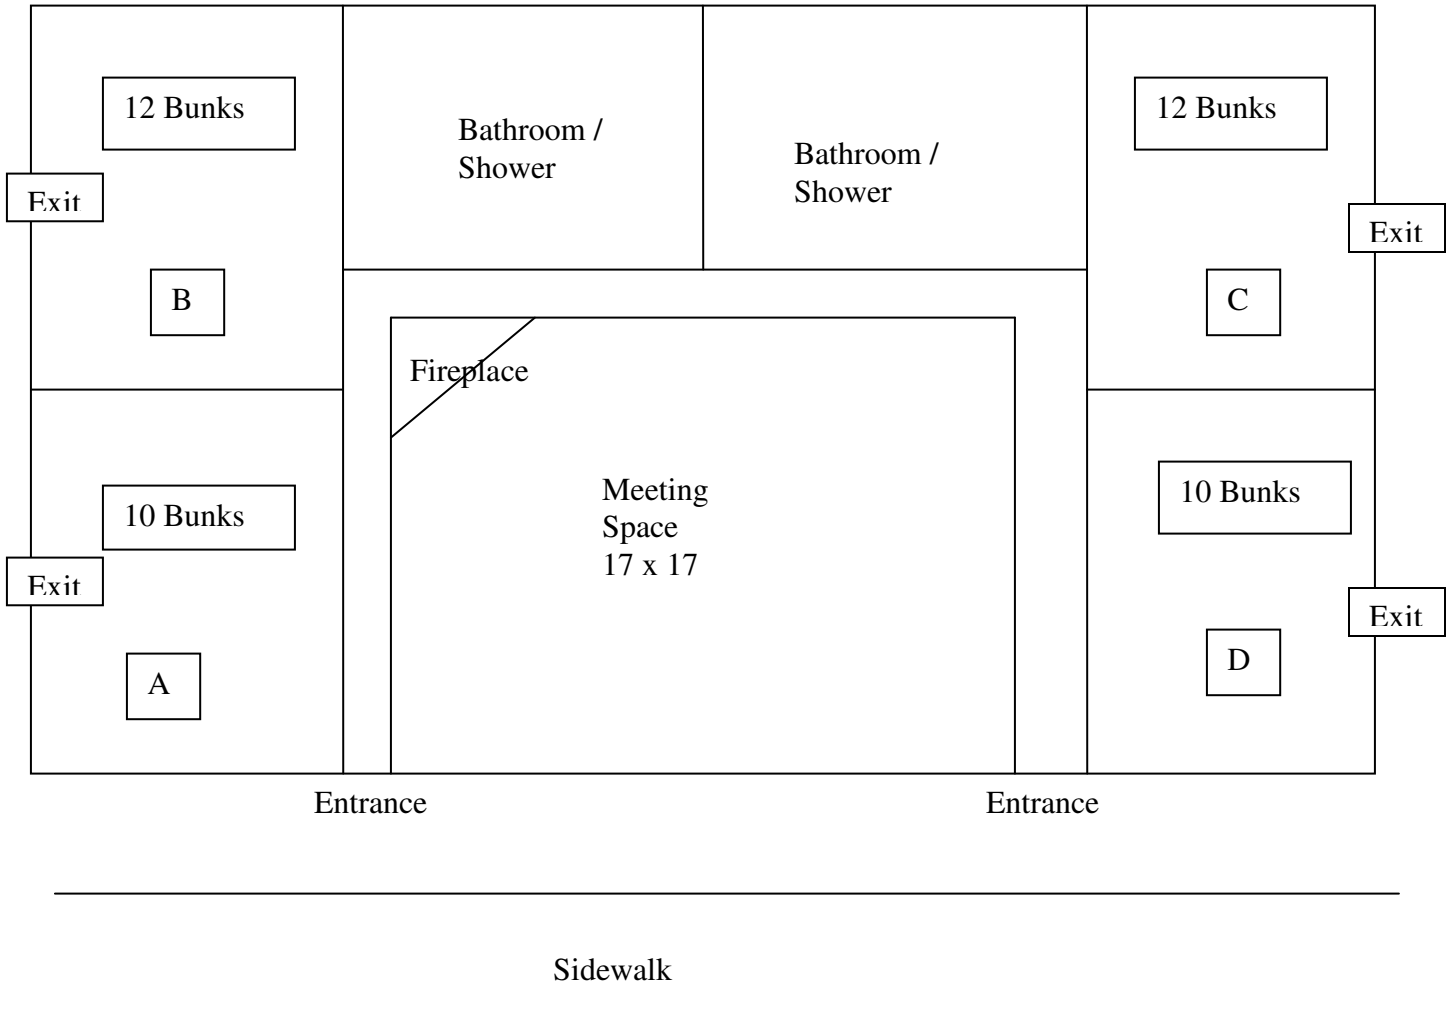 12 Bunks
12 Bunks
Bathroom /
Shower
Bathroom /
Shower
Exit
Exit
B
C
Fireplace
Meeting
Space
17 x 17
10 Bunks
10 Bunks
Exit
Exit
A
D
Entrance
Entrance
Sidewalk